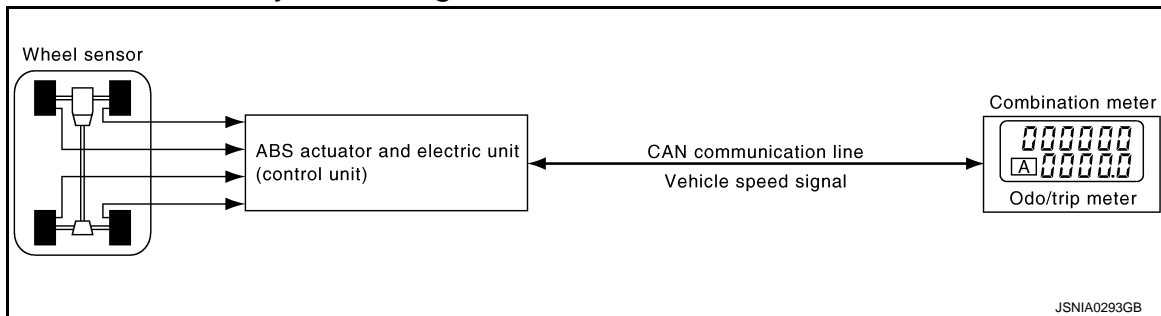 Wheel sensor
ABS actuator and electric unit
(control unit)
CAN communication line
Vehicle speed signal
Combination meter
000000
A 0000.0
Odo/trip meter
JSNIA0293GB